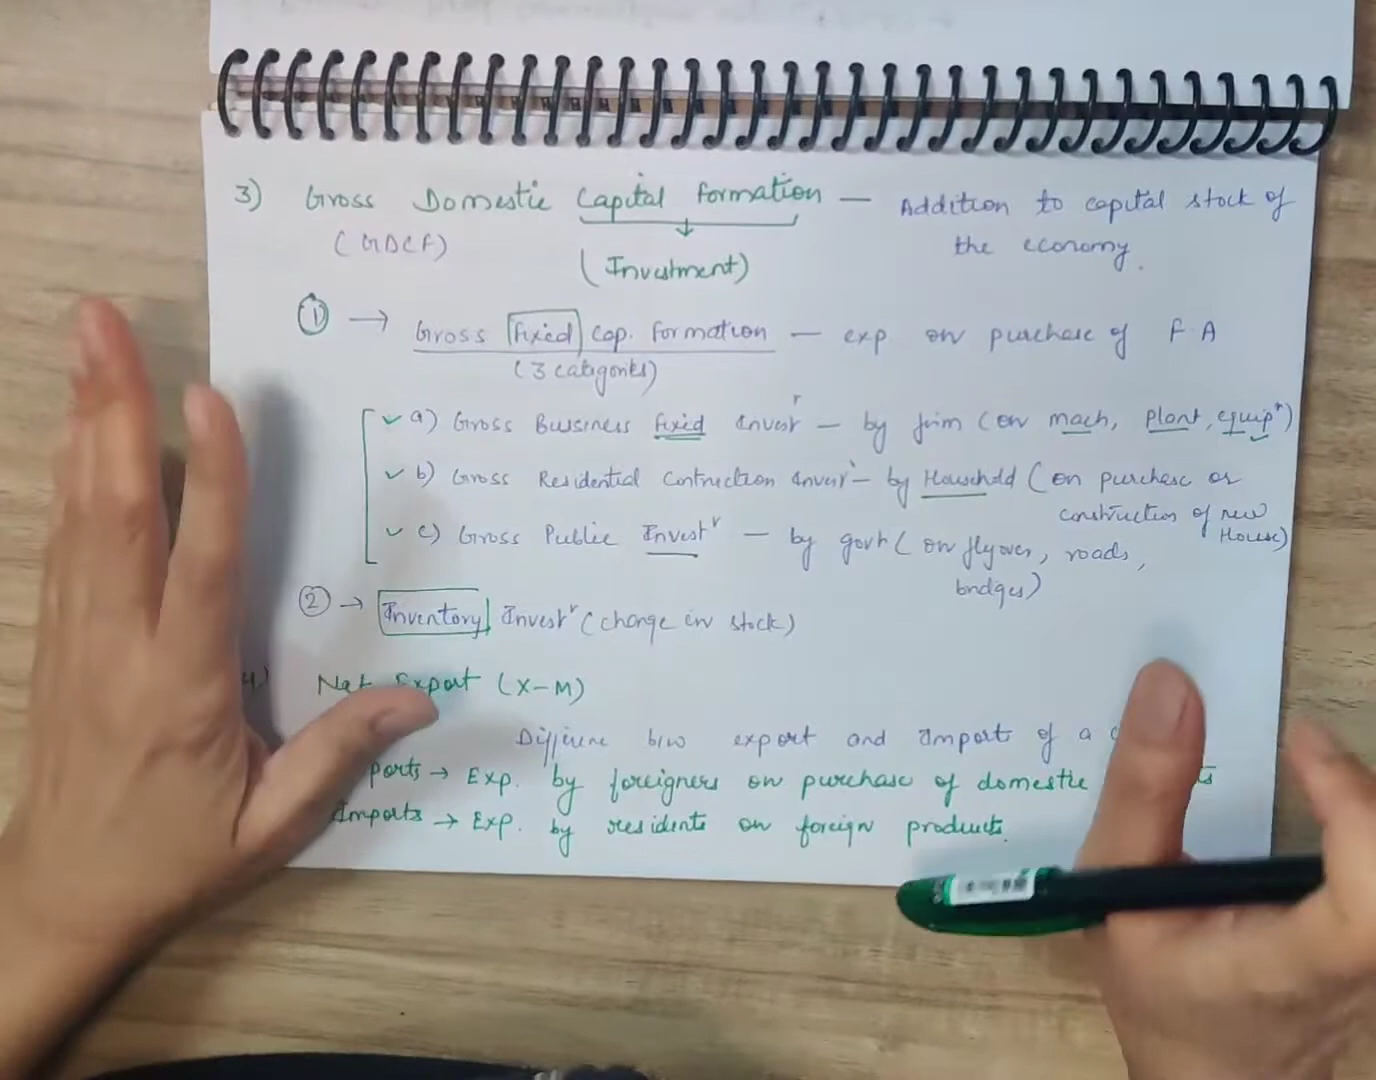 3) Gross Domestic Capital formation — Addition to capital stock of
(GDCF) (Investment) the economy.
① → Gross fixed cap. formation — exp on purchase of F.A
(3 categories)
a) Gross Bussiness fixed Invesᵗ — by firm (on mach, plant, equipᵗ)
b) Gross Residential Contruction Invesᵗ — by Household (on purchase or
construction of new
House)
c) Gross Public Invesᵗ — by govt (on flyover, roads,
bridges)
② → Inventory Invesᵗ (change in stock)
4) Net Export (X-M)
Differene b/w export and Import of a
ports → Exp. by foreigners on purchase of domestic
Imports → Exp. by residents on foreign products.